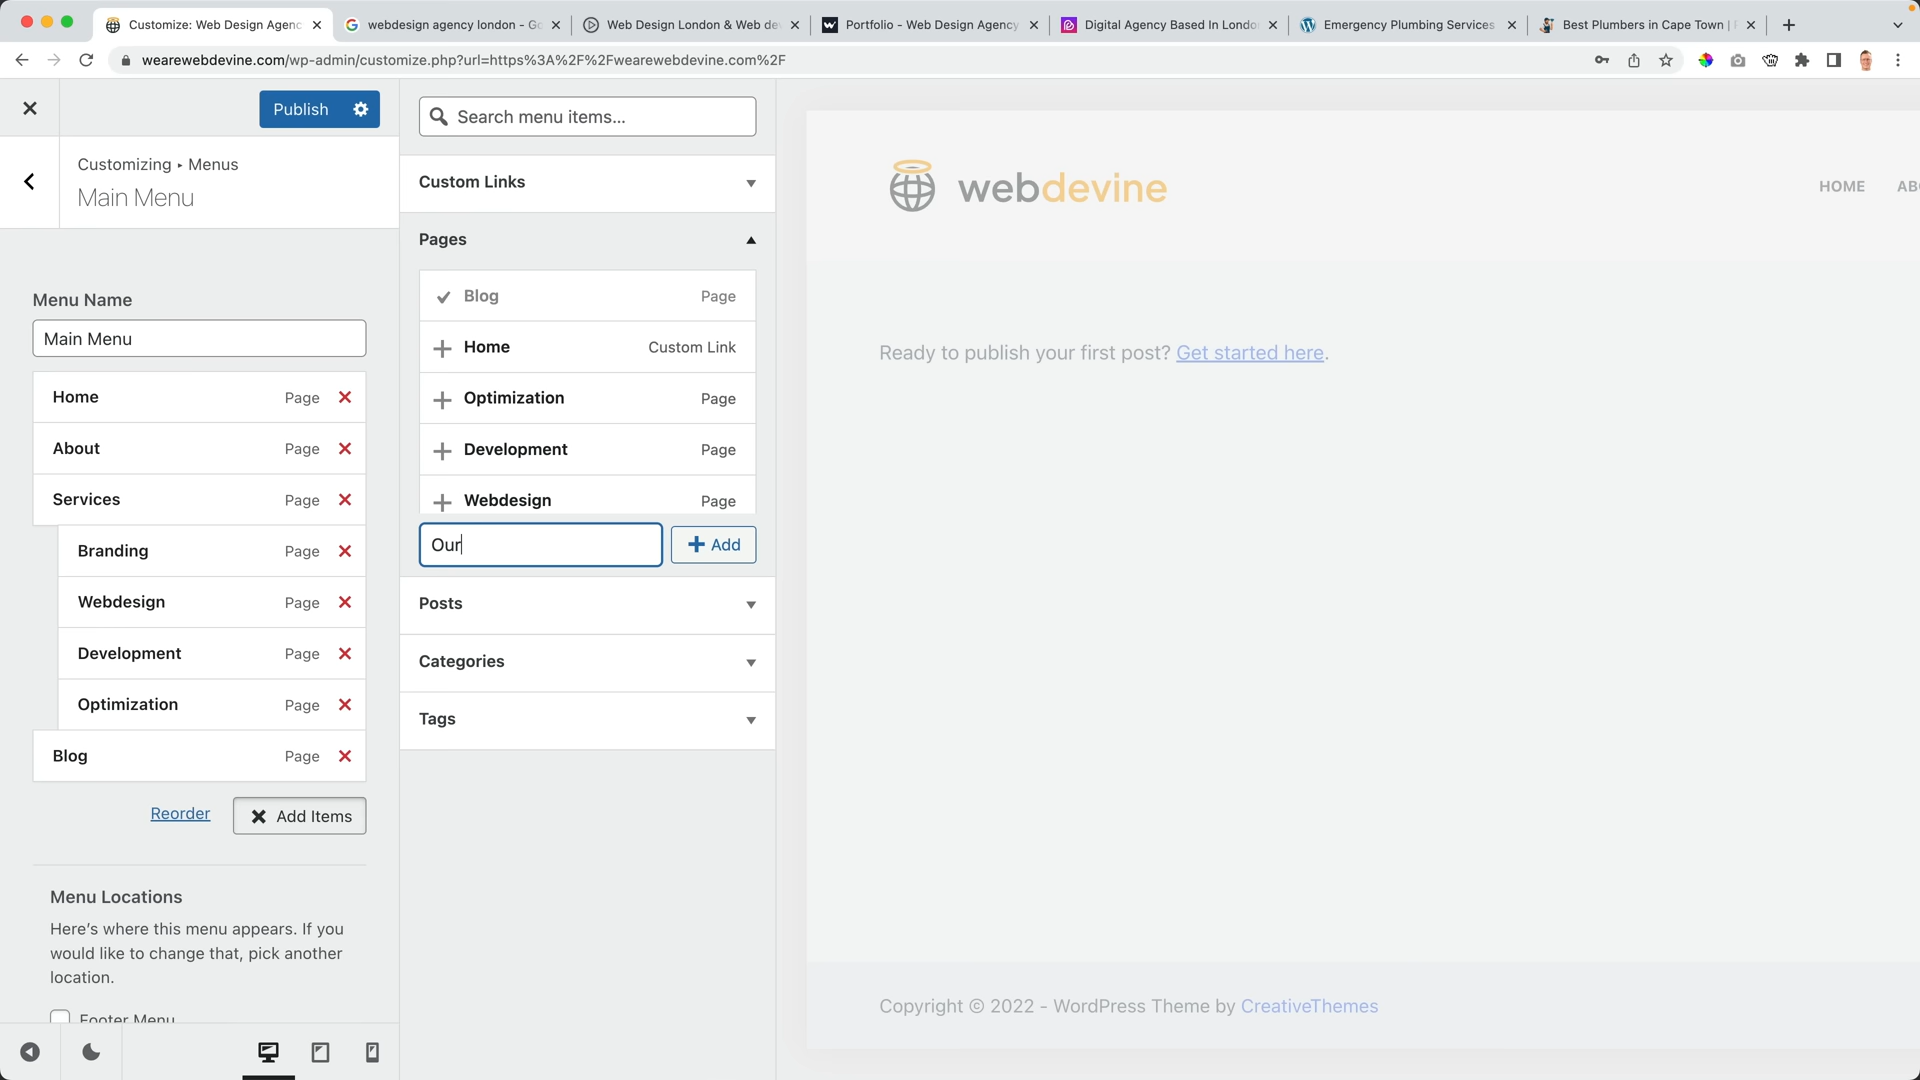 Customize: Web Design Agenc
webdesign agency london - Go
Web Design London & Web de
Portfolio - Web Design Agency
Digital Agency Based In Londo
Emergency Plumbing Services
Best Plumbers in Cape Town |
wearewebdevine.com/wp-admin/customize.php?url=https%3A%2F%2Fwearewebdevine.com%2F
Publish
Customizing ▸ Menus
Main Menu
Menu Name
Main Menu
Home Page
About Page
Services Page
Branding Page
Webdesign Page
Development Page
Optimization Page
Blog Page
Reorder
Add Items
Menu Locations
Here's where this menu appears. If you
would like to change that, pick another
location.
Footer Menu
Search menu items...
Custom Links
Pages
Blog Page
Home Custom Link
Optimization Page
Development Page
Webdesign Page
Our
Add
Posts
Categories
Tags
webdevine
HOME
ABO
Ready to publish your first post? Get started here.
Copyright © 2022 - WordPress Theme by CreativeThemes